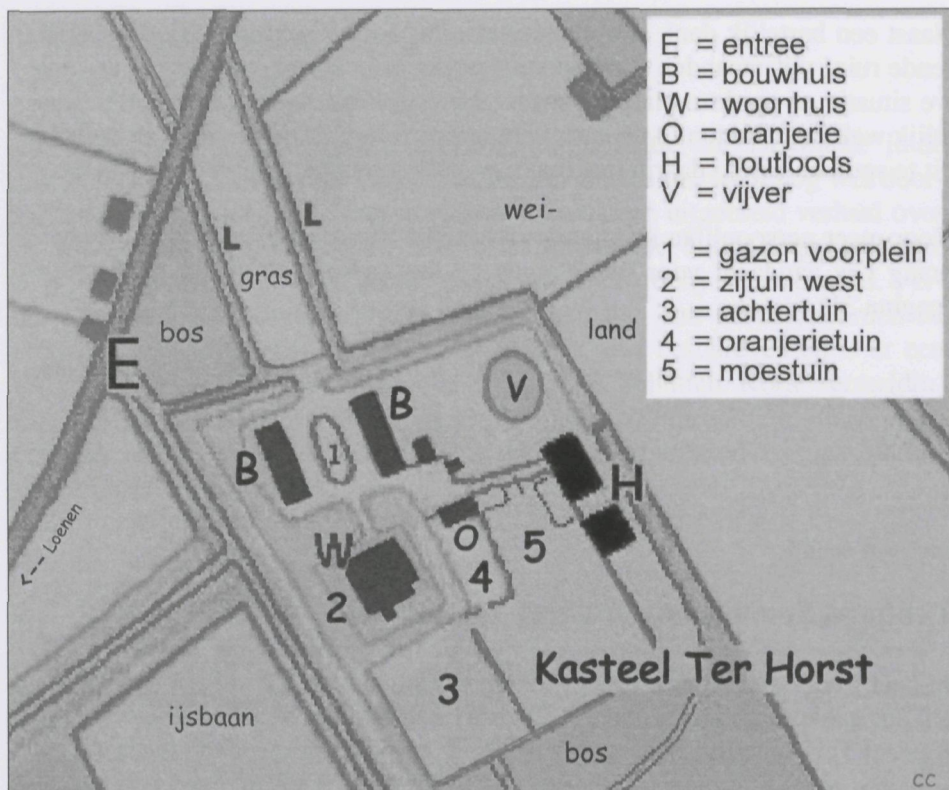 E = entree
B = bouwhuis
W = woonhuis
O = oranjerie
H = houtloods
V = vijver
1 = gazon voorplein
2 = zijtuin west
3 = achtertuin
4 = oranjerietuin
5 = moestuin
wei-
L
L
gras
bos
land
E
V
B
1
B
H
W
O
5
4
2
<-- Loenen
Kasteel Ter Horst
3
ijsbaan
bos
cc